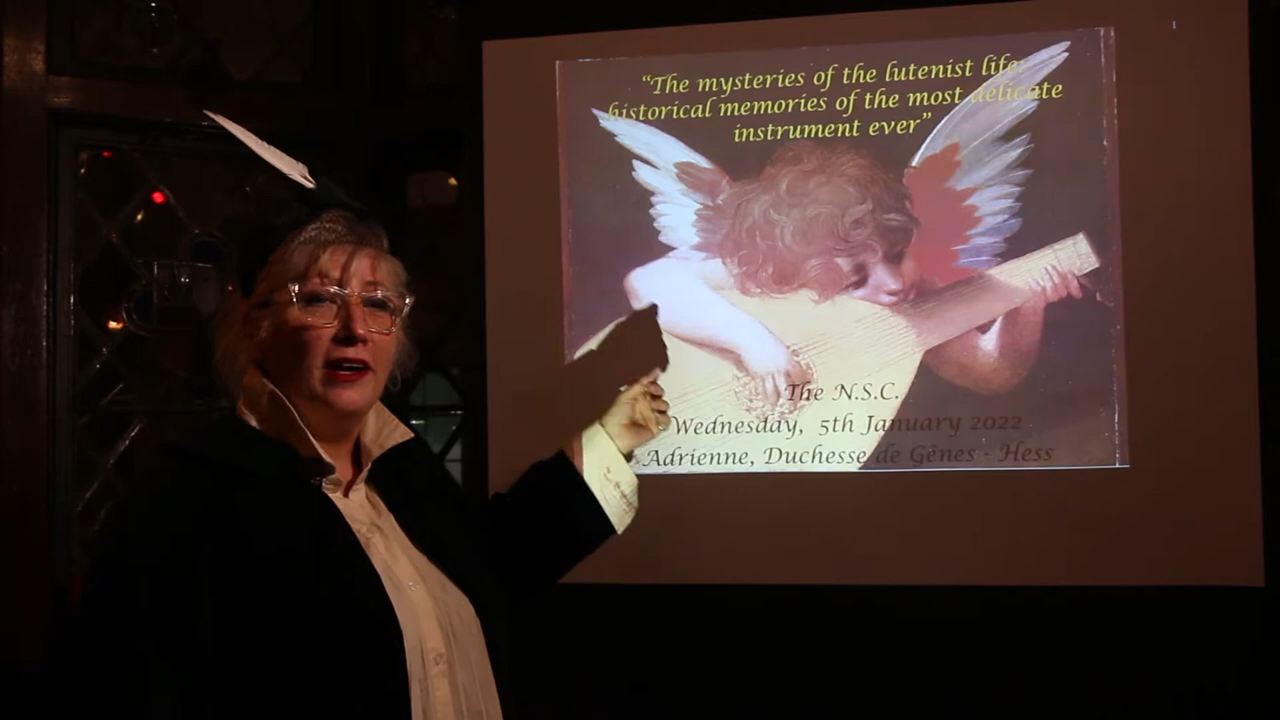 “The mysteries of the lutenist life:
historical memories of the most delicate
instrument ever”
The N.S.C.
Wednesday, 5th January 2022
Adrienne, Duchesse de Gênes - Hess